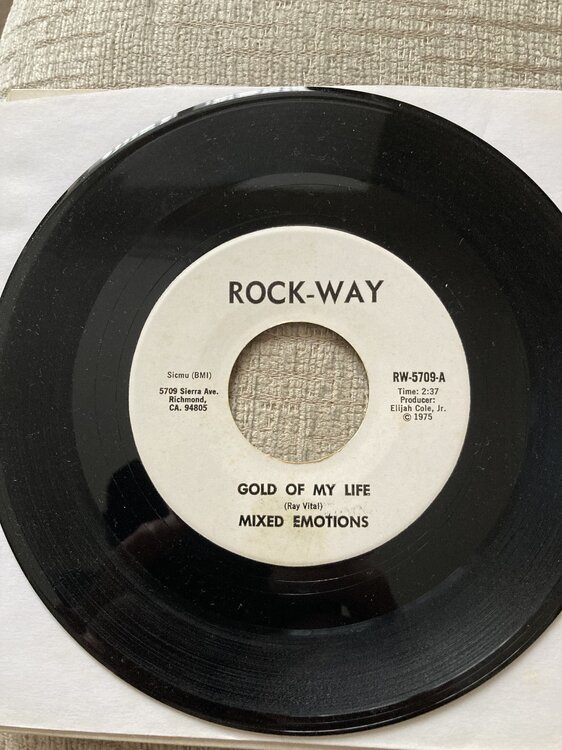 ROCK-WAY
Sicmu (BMI)
5709 Sierra Ave.
Richmond,
CA. 94805
RW-5709-A
Time: 2:37
Producer:
Elijah Cole, Jr.
© 1975
GOLD OF MY LIFE
(Ray Vital)
MIXED EMOTIONS